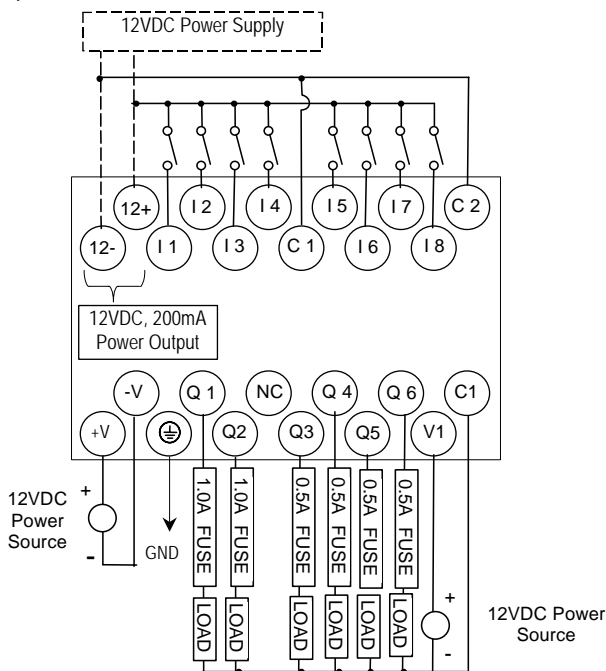 12VDC Power Supply
12+
I 2
I 4
I 5
I 7
C 2
12-
I 1
I 3
C 1
I 6
I 8
12VDC, 200mA
Power Output
-V
Q 1
NC
Q 4
Q 6
C1
+V
Q2
Q3
Q5
V1
12VDC
Power
Source
+
-
GND
1.0A FUSE
1.0A FUSE
0.5A FUSE
0.5A FUSE
0.5A FUSE
0.5A FUSE
LOAD
LOAD
LOAD
LOAD
LOAD
LOAD
+
-
12VDC Power
Source